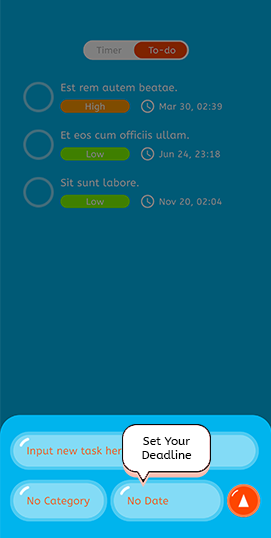 Timer To-do
Est rem autem beatae.
High Mar 30, 02:39
Et eos cum officiis ullam.
Low Jun 24, 23:18
Sit sunt labore.
Low Nov 20, 02:04
Set Your
Deadline
Input new task her
No Category No Date